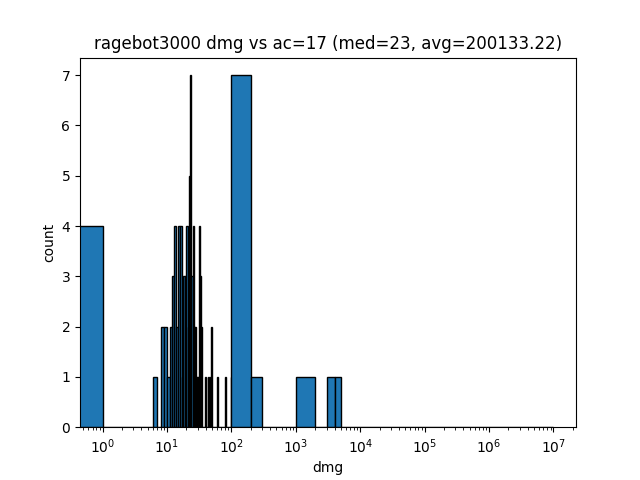 ragebot3000 dmg vs ac=17 (med=23, avg=200133.22)
7
6
5
4
3
2
1
0
count
10⁰ 10¹ 10² 10³ 10⁴ 10⁵ 10⁶ 10⁷
dmg